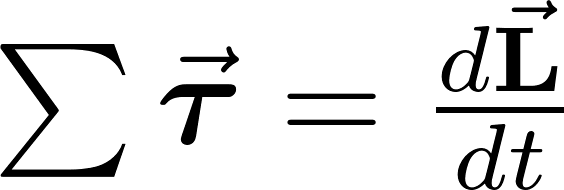 ∑ τ⃗ = dL⃗/dt